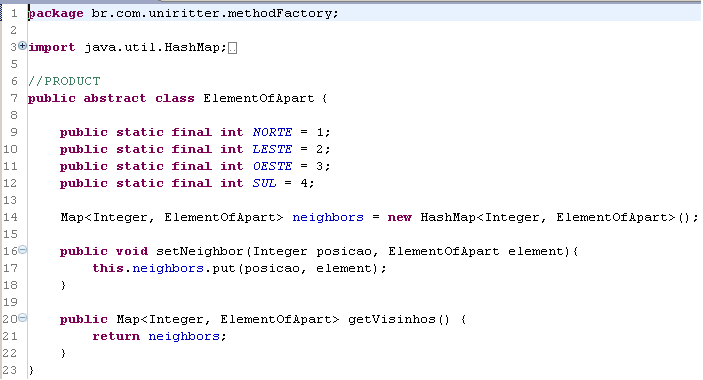 1 package br.com.uniritter.methodFactory;
2
3 import java.util.HashMap;
5
6 //PRODUCT
7 public abstract class ElementOfApart {
8
9 public static final int NORTE = 1;
10 public static final int LESTE = 2;
11 public static final int OESTE = 3;
12 public static final int SUL = 4;
13
14 Map<Integer, ElementOfApart> neighbors = new HashMap<Integer, ElementOfApart>();
15
16 public void setNeighbor(Integer posicao, ElementOfApart element){
17 this.neighbors.put(posicao, element);
18 }
19
20 public Map<Integer, ElementOfApart> getVisinhos() {
21 return neighbors;
22 }
23 }